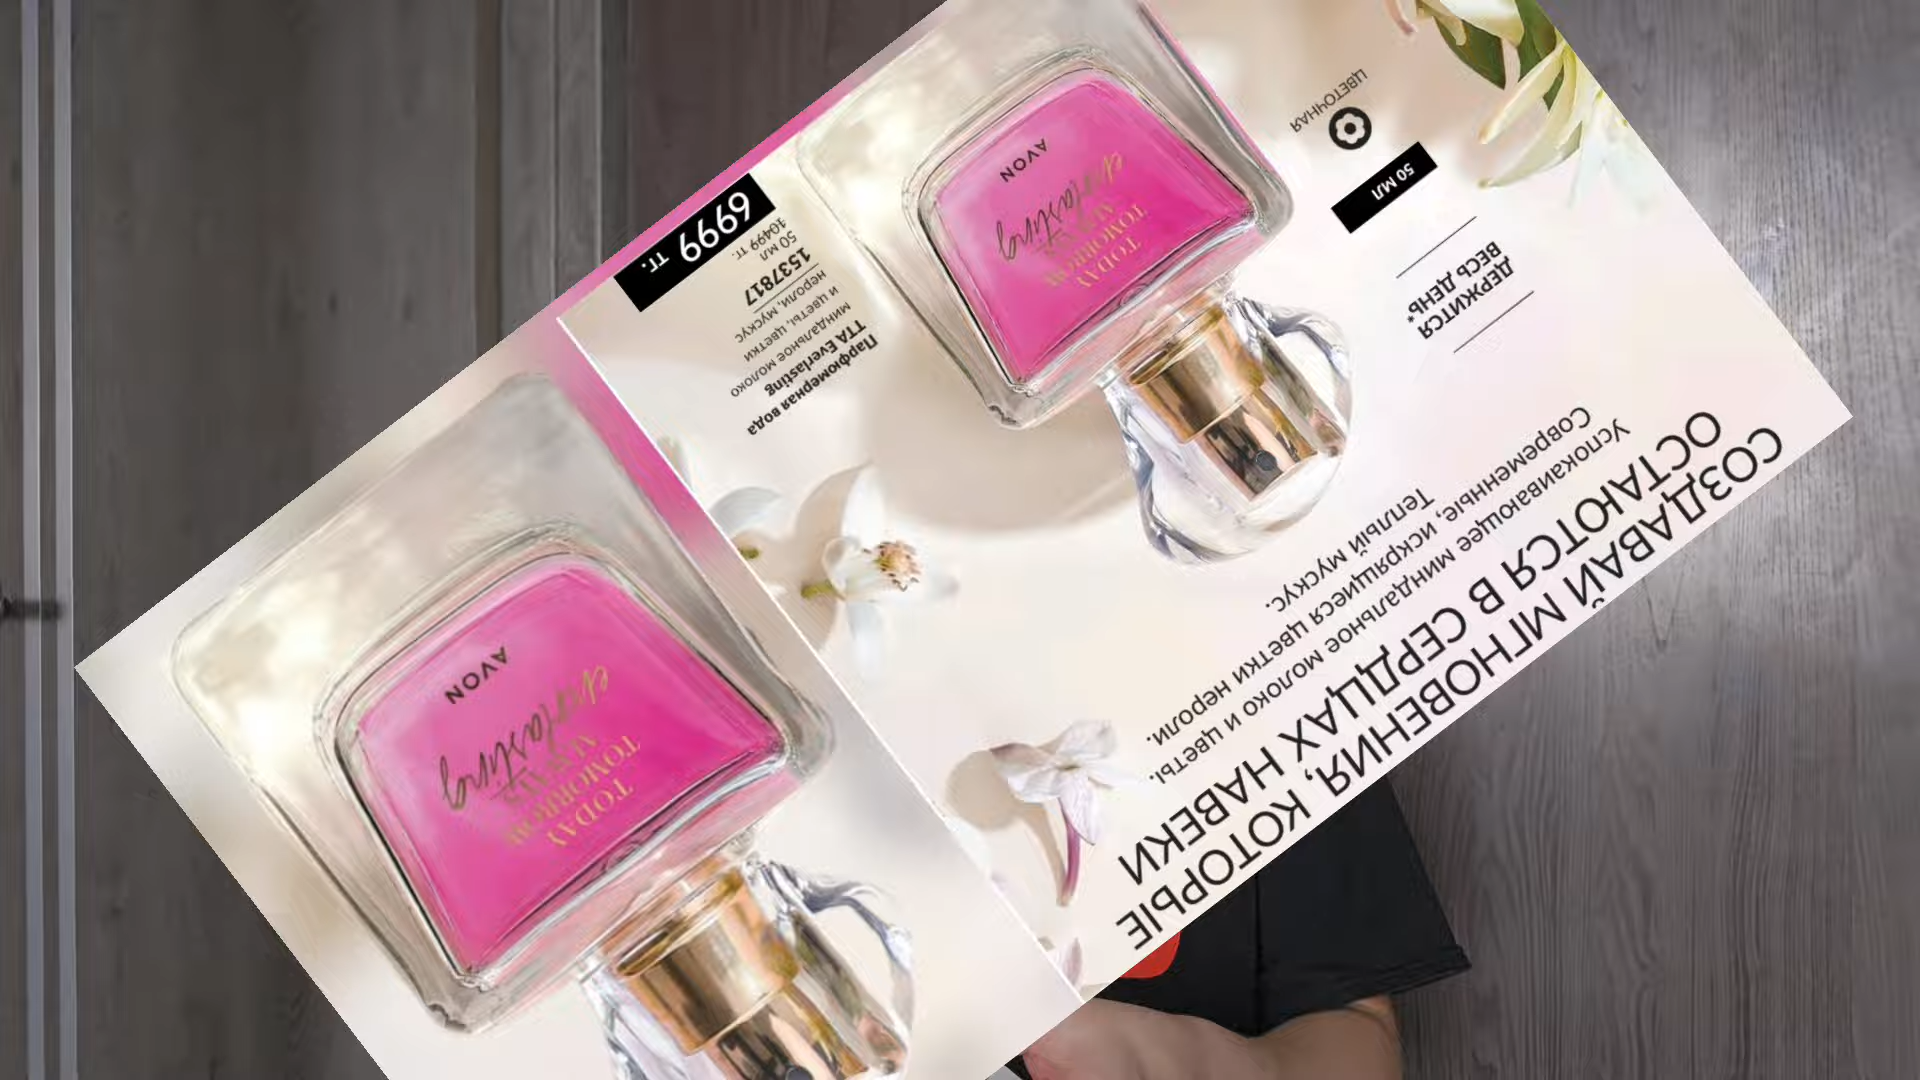 СОЗДАВАЙ МГНОВЕНИЯ, КОТОРЫЕ
ОСТАЮТСЯ В СЕРДЦАХ НАВЕКИ
Успокаивающее миндальное молоко и цветы.
Современные, искрящиеся цветки нероли.
Теплый мускус.
ДЕРЖИТСЯ
ВЕСЬ ДЕНЬ*
50 МЛ
ЦВЕТОЧНАЯ
TODAY
TOMORROW
ALWAYS
everlasting
AVON
Парфюмерная вода
TTA Everlasting
миндальное молоко
и цветы, цветки
нероли, мускус
1537817
50 мл
10499 тг.
6999 тг.
TODAY
TOMORROW
ALWAYS
everlasting
AVON